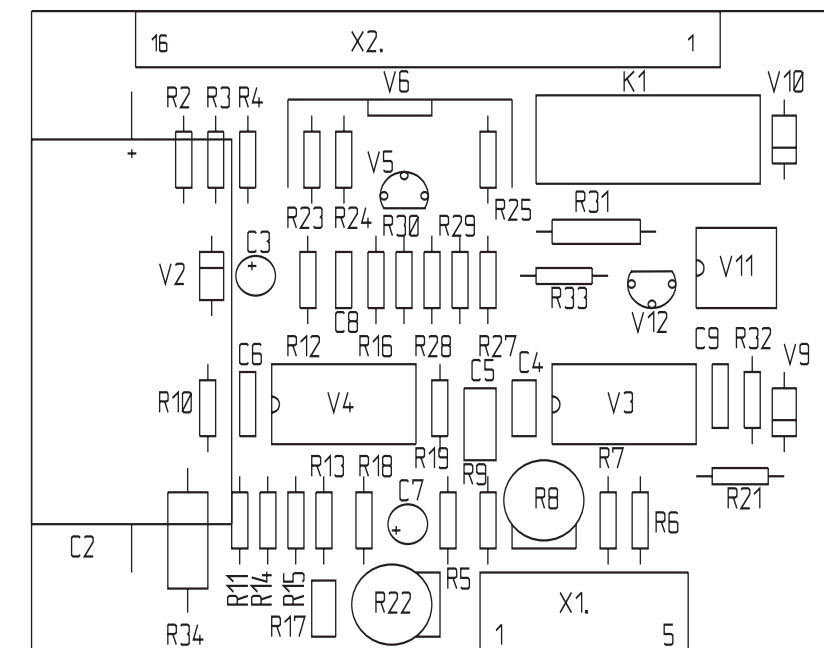 16 X2. 1
V6 K1 V10
R2 R3 R4
+
V5
R23 R24 R30 R29 R25 R31
C3
+
V2 V11
R33
C8 V12
R12 R16 R28 R27 C9 R32 V9
C6 C5 C4
R10 V4 V3
R13 R18 R19 R9 R7
C7 R8 R21
+
R6
C2
R11 R14 R15 R5
R22 X1.
R34 R17 1 5